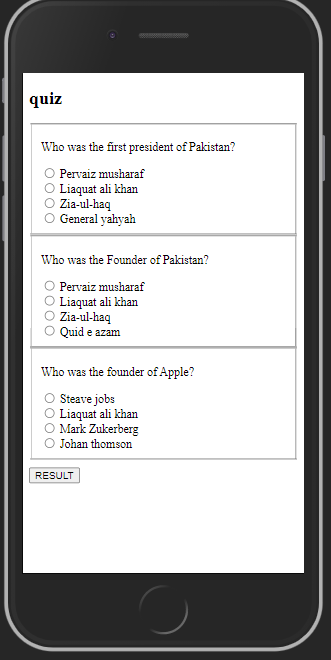 quiz
Who was the first president of Pakistan?
Pervaiz musharaf
Liaquat ali khan
Zia-ul-haq
General yahyah
Who was the Founder of Pakistan?
Pervaiz musharaf
Liaquat ali khan
Zia-ul-haq
Quid e azam
Who was the founder of Apple?
Steave jobs
Liaquat ali khan
Mark Zukerberg
Johan thomson
RESULT